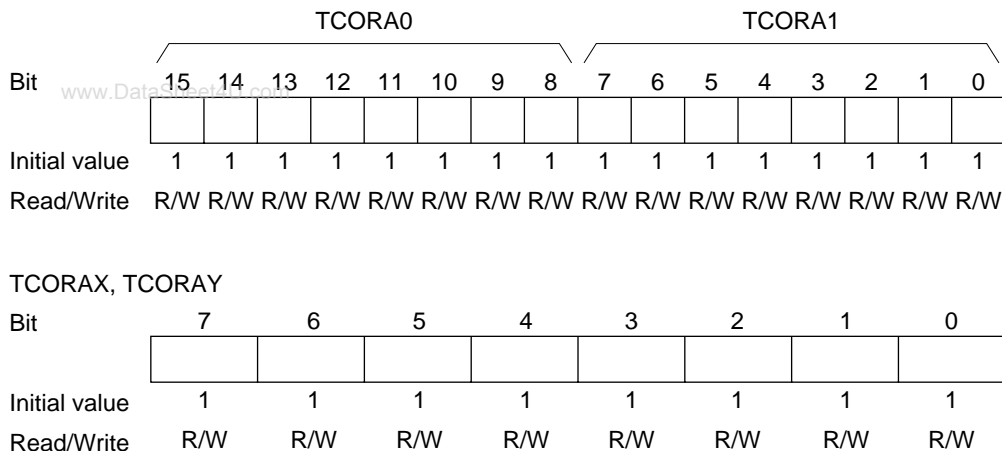 TCORA0 TCORA1
Bit 15 14 13 12 11 10 9 8 7 6 5 4 3 2 1 0
www.DataSheet4U.com
Initial value 1 1 1 1 1 1 1 1 1 1 1 1 1 1 1 1
Read/Write R/W R/W R/W R/W R/W R/W R/W R/W R/W R/W R/W R/W R/W R/W R/W R/W
TCORAX, TCORAY
Bit 7 6 5 4 3 2 1 0
Initial value 1 1 1 1 1 1 1 1
Read/Write R/W R/W R/W R/W R/W R/W R/W R/W